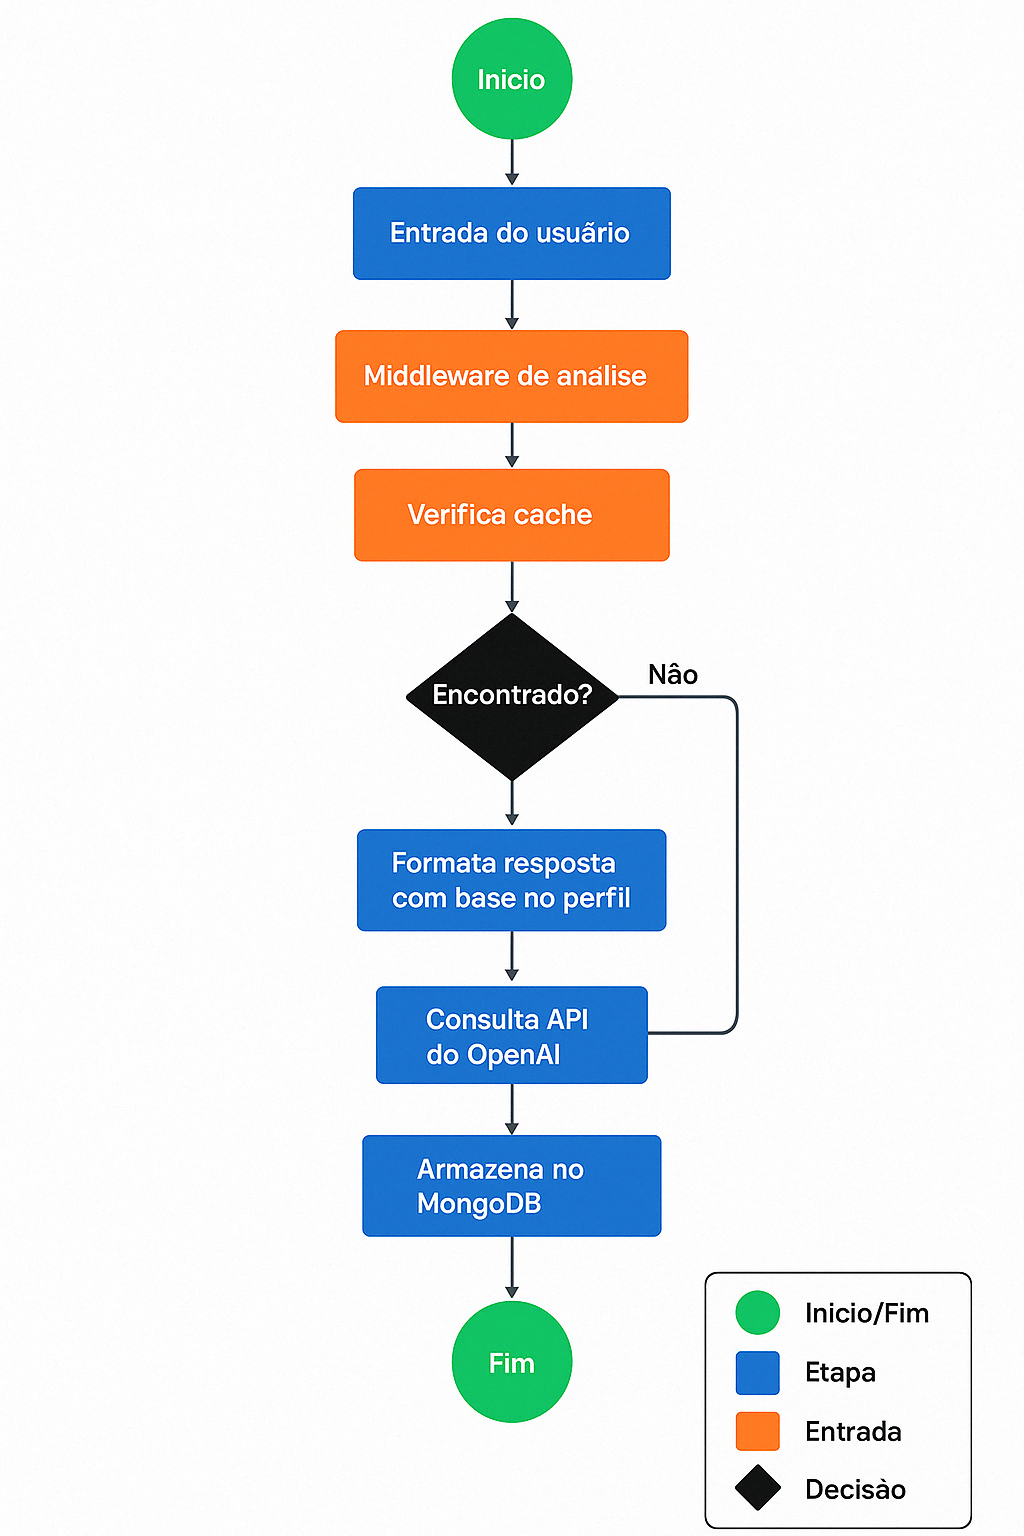 Inicio
Entrada do usuãrio
Middleware de análise
Verifica cache
Encontrado?
Nâo
Formata resposta
com base no perfil
Consulta API
do OpenAI
Armazena no
MongoDB
Fim
Inicio/Fim
Etapa
Entrada
Decisào